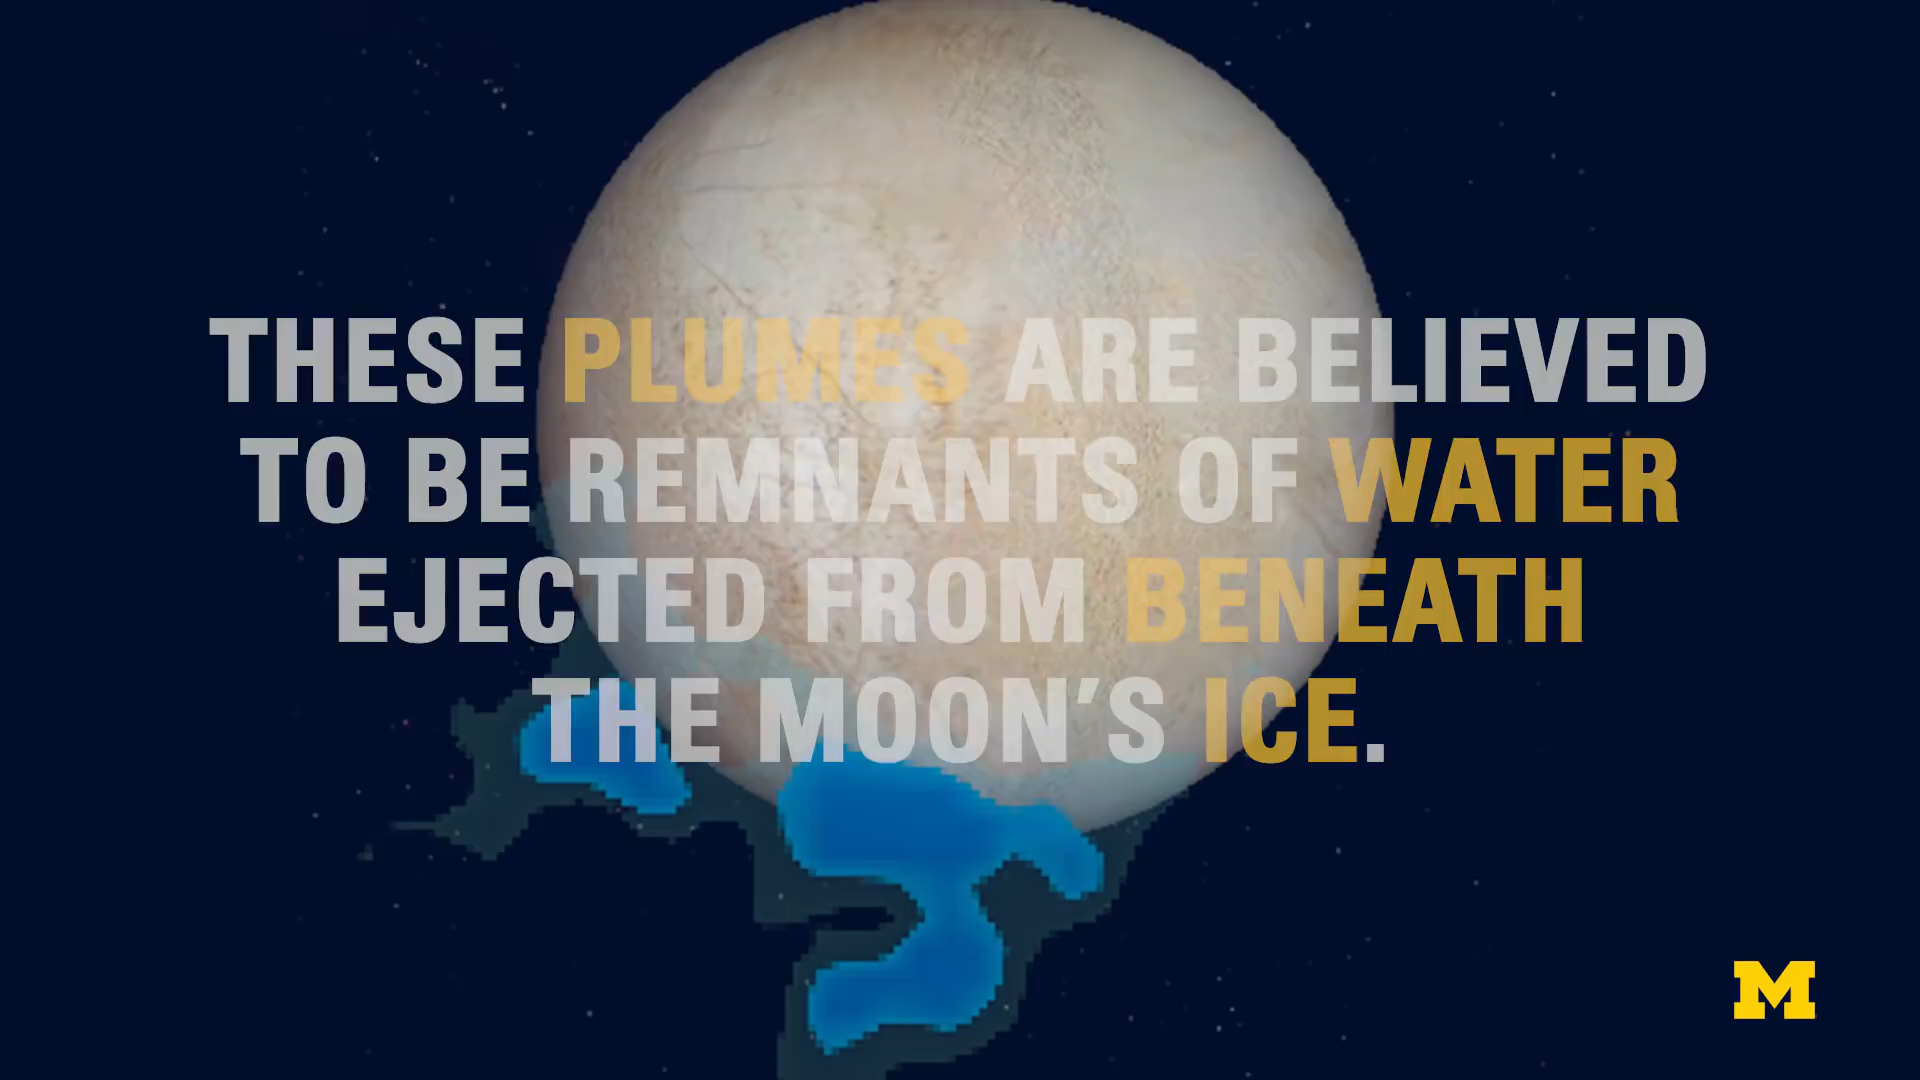 THESE PLUMES ARE BELIEVED
TO BE REMNANTS OF WATER
EJECTED FROM BENEATH
THE MOON'S ICE.
M